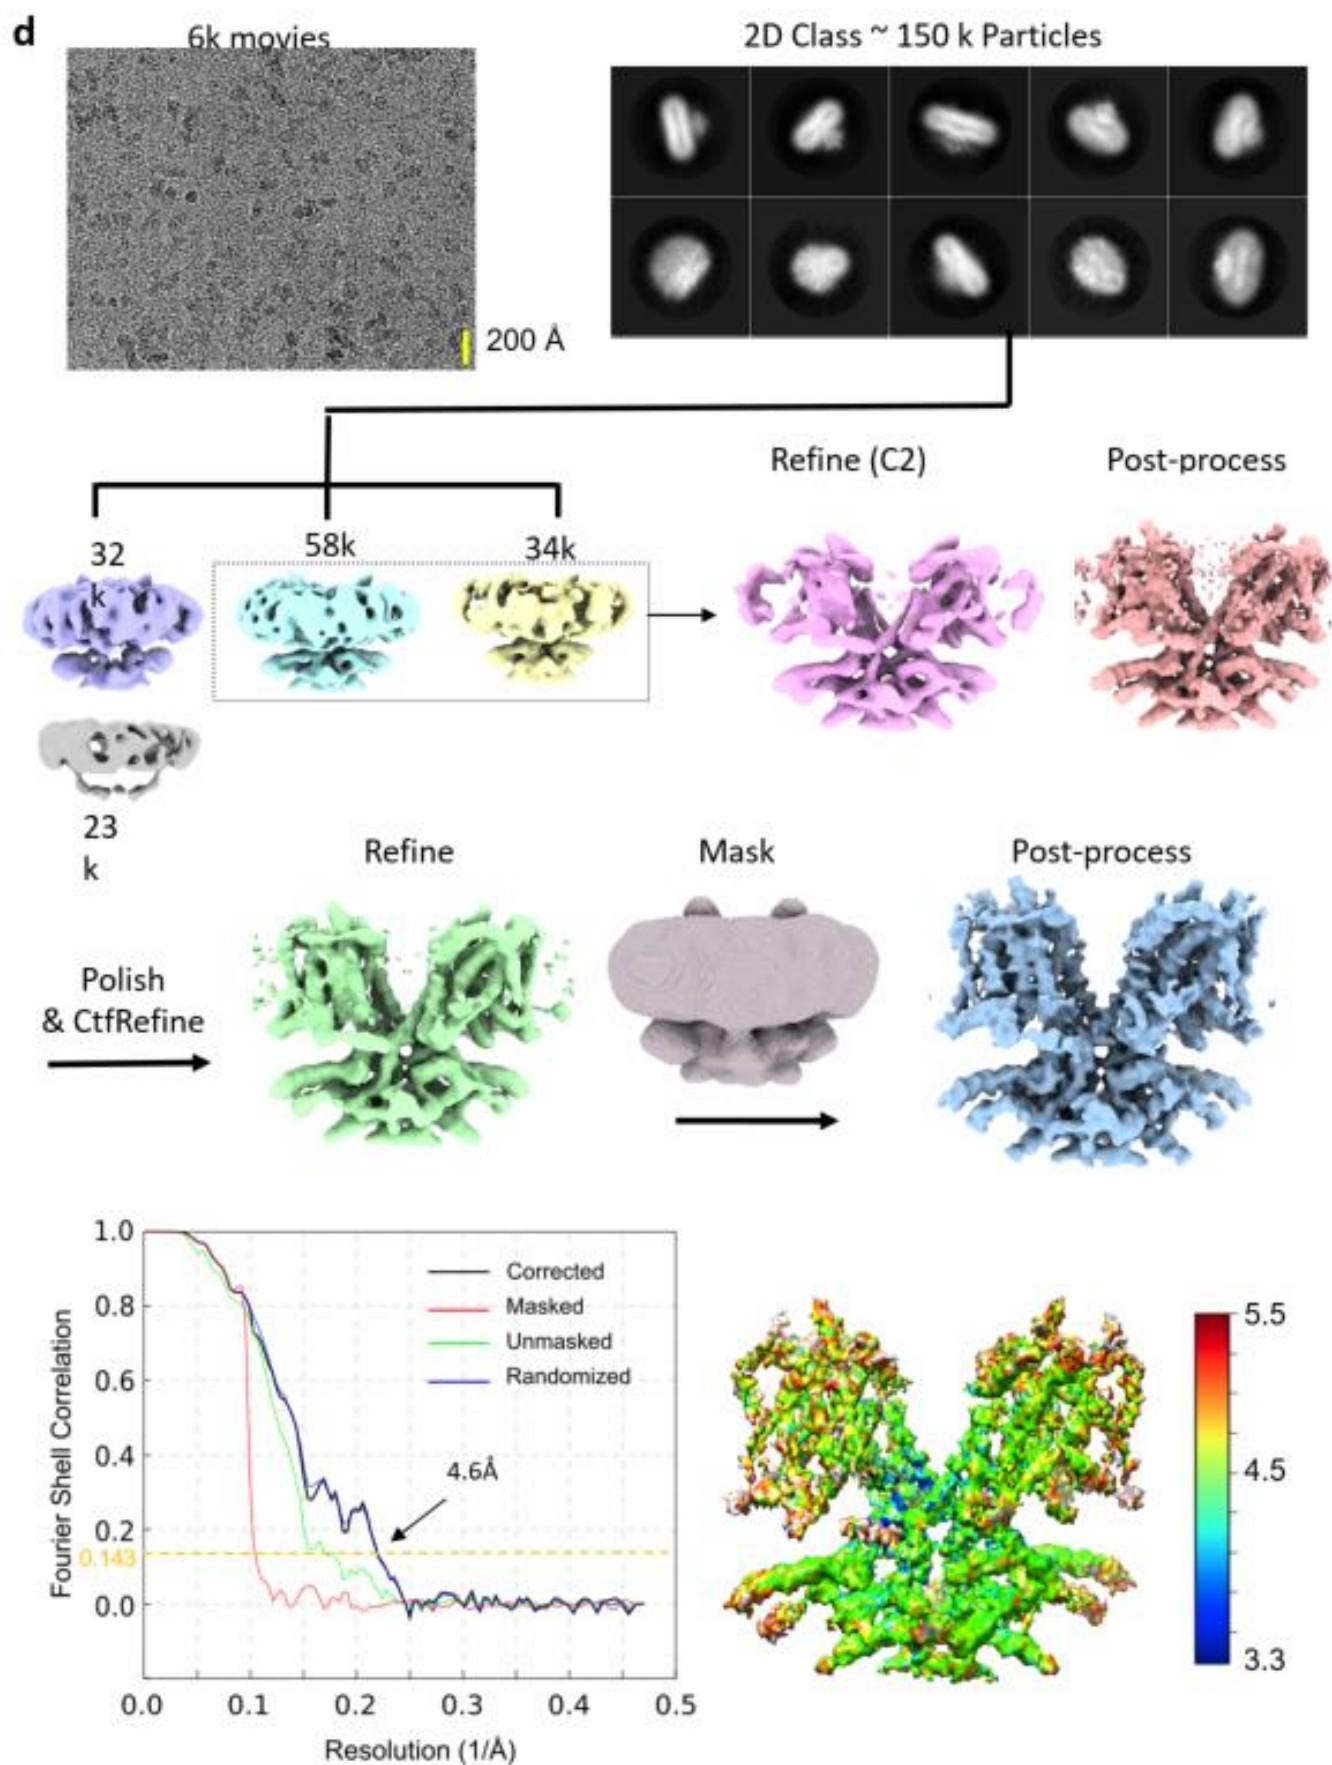 d
6k movies
2D Class ~ 150 k Particles
200 Å
Refine (C2)
Post-process
32
k
58k
34k
23
k
Refine
Mask
Post-process
Polish
& CtfRefine
1.0
0.8
0.6
0.4
0.2
0.143
0.0
Fourier Shell Correlation
Corrected
Masked
Unmasked
Randomized
4.6Å
0.0
0.1
0.2
0.3
0.4
0.5
Resolution (1/Å)
5.5
4.5
3.3